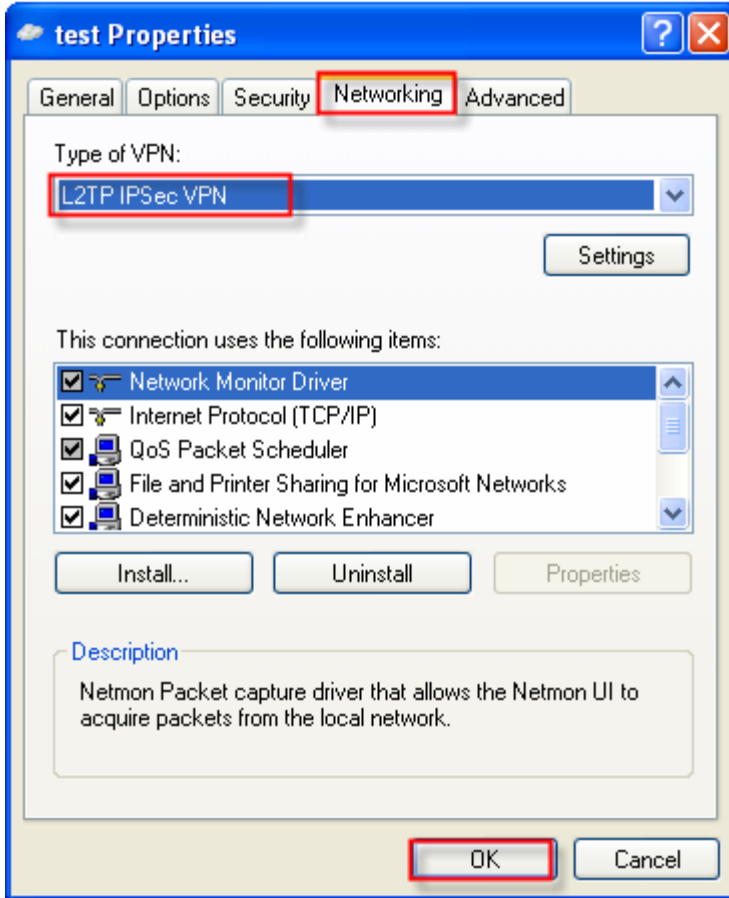 test Properties
General Options Security Networking Advanced
Type of VPN:
L2TP IPSec VPN
Settings
This connection uses the following items:
Network Monitor Driver
Internet Protocol (TCP/IP)
QoS Packet Scheduler
File and Printer Sharing for Microsoft Networks
Deterministic Network Enhancer
Install... Uninstall Properties
Description
Netmon Packet capture driver that allows the Netmon UI to
acquire packets from the local network.
OK Cancel